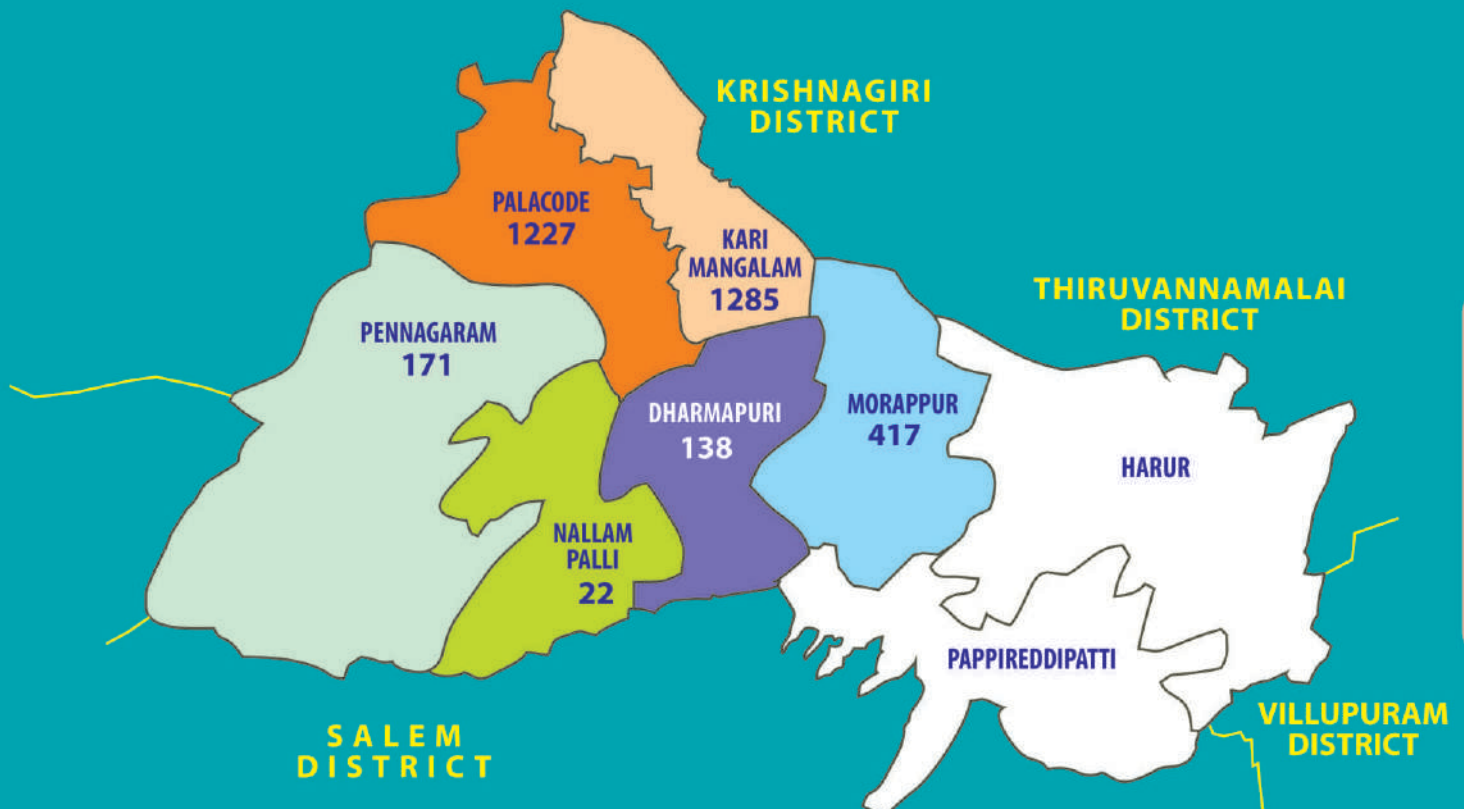 KRISHNAGIRI
DISTRICT
PALACODE
1227
KARI
MANGALAM
1285
THIRUVANNAMALAI
DISTRICT
PENNAGARAM
171
DHARMAPURI
138
MORAPPUR
417
HARUR
NALLAM
PALLI
22
PAPPIREDDIPATTI
SALEM
DISTRICT
VILLUPURAM
DISTRICT